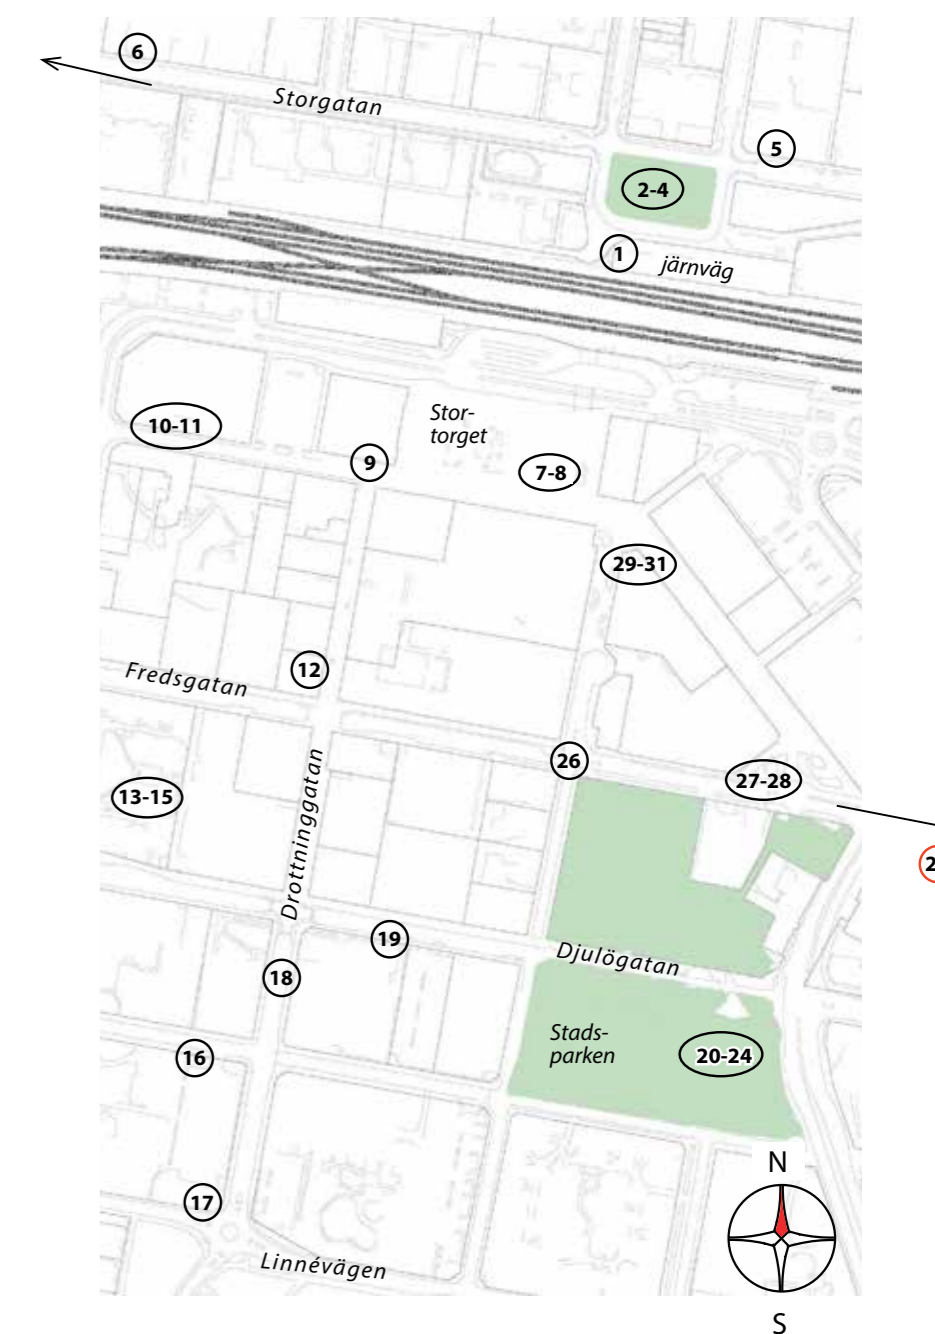 6
Storgatan
5
2-4
1
järnväg
Stor-
torget
10-11
9
7-8
29-31
12
Fredsgatan
26
27-28
13-15
Drottninggatan
2
19
Djulögatan
18
Stads-
parken
16
20-24
N
17
Linnévägen
S